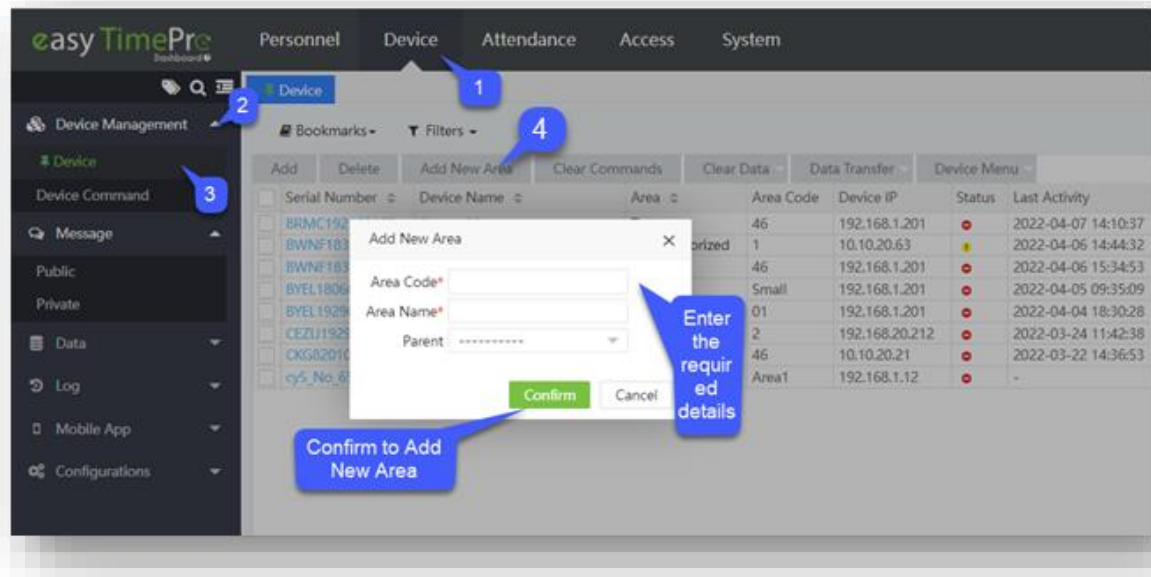 easy TimePro
Dashboard
Personnel Device Attendance Access System
1
2
Device
Device Management
Bookmarks Filters
4
Device
3
Add Delete Add New Area Clear Commands Clear Data Data Transfer Device Menu
Device Command
Serial Number Device Name Area Area Code Device IP Status Last Activity
46 192.168.1.201 2022-04-07 14:10:37
Message
Add New Area
orized 1 10.10.20.63 2022-04-06 14:44:32
46 192.168.1.201 2022-04-06 15:34:53
Public
Area Code*
Small 192.168.1.201 2022-04-05 09:35:09
Private
Area Name*
01 192.168.1.201 2022-04-04 18:30:28
2 192.168.20.212 2022-03-24 11:42:38
Data
Parent ----------
46 10.10.20.21 2022-03-22 14:36:53
Area1 192.168.1.12 -
Log
Confirm Cancel
Enter
the
requir
ed
details
Mobile App
Confirm to Add
New Area
Configurations